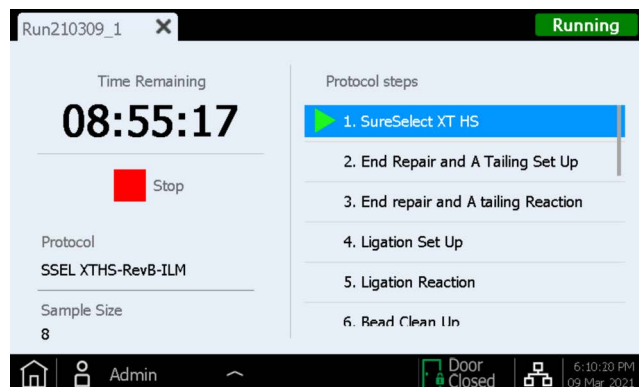 Run210309_1
Running
Time Remaining
08:55:17
Stop
Protocol
SSEL XTHS-RevB-ILM
Sample Size
8
Protocol steps
1. SureSelect XT HS
2. End Repair and A Tailing Set Up
3. End repair and A tailing Reaction
4. Ligation Set Up
5. Ligation Reaction
6. Bead Clean Up
Admin
Door
Closed
6:10:20 PM
09 Mar 2021